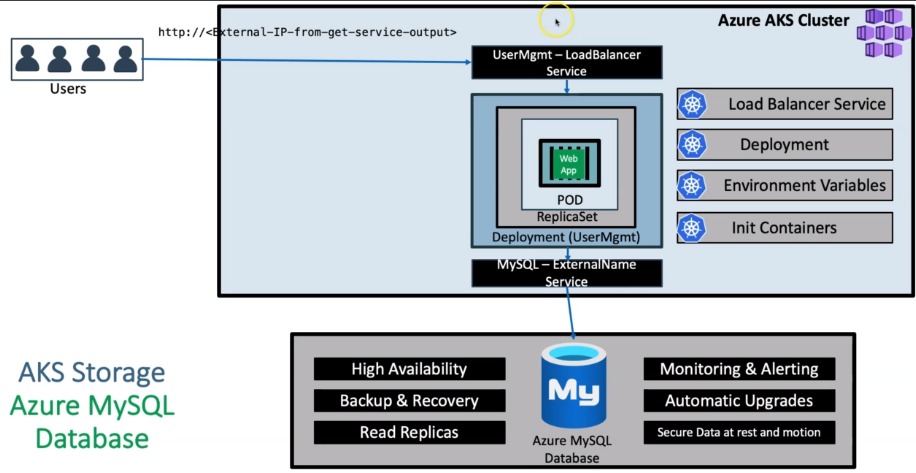 http://<External-IP-from-get-service-output>
Azure AKS Cluster
Users
UserMgmt – LoadBalancer
Service
Web
App
POD
ReplicaSet
Deployment (UserMgmt)
MySQL – ExternalName
Service
Load Balancer Service
Deployment
Environment Variables
Init Containers
AKS Storage
Azure MySQL
Database
High Availability
Backup & Recovery
Read Replicas
My
Azure MySQL
Database
Monitoring & Alerting
Automatic Upgrades
Secure Data at rest and motion